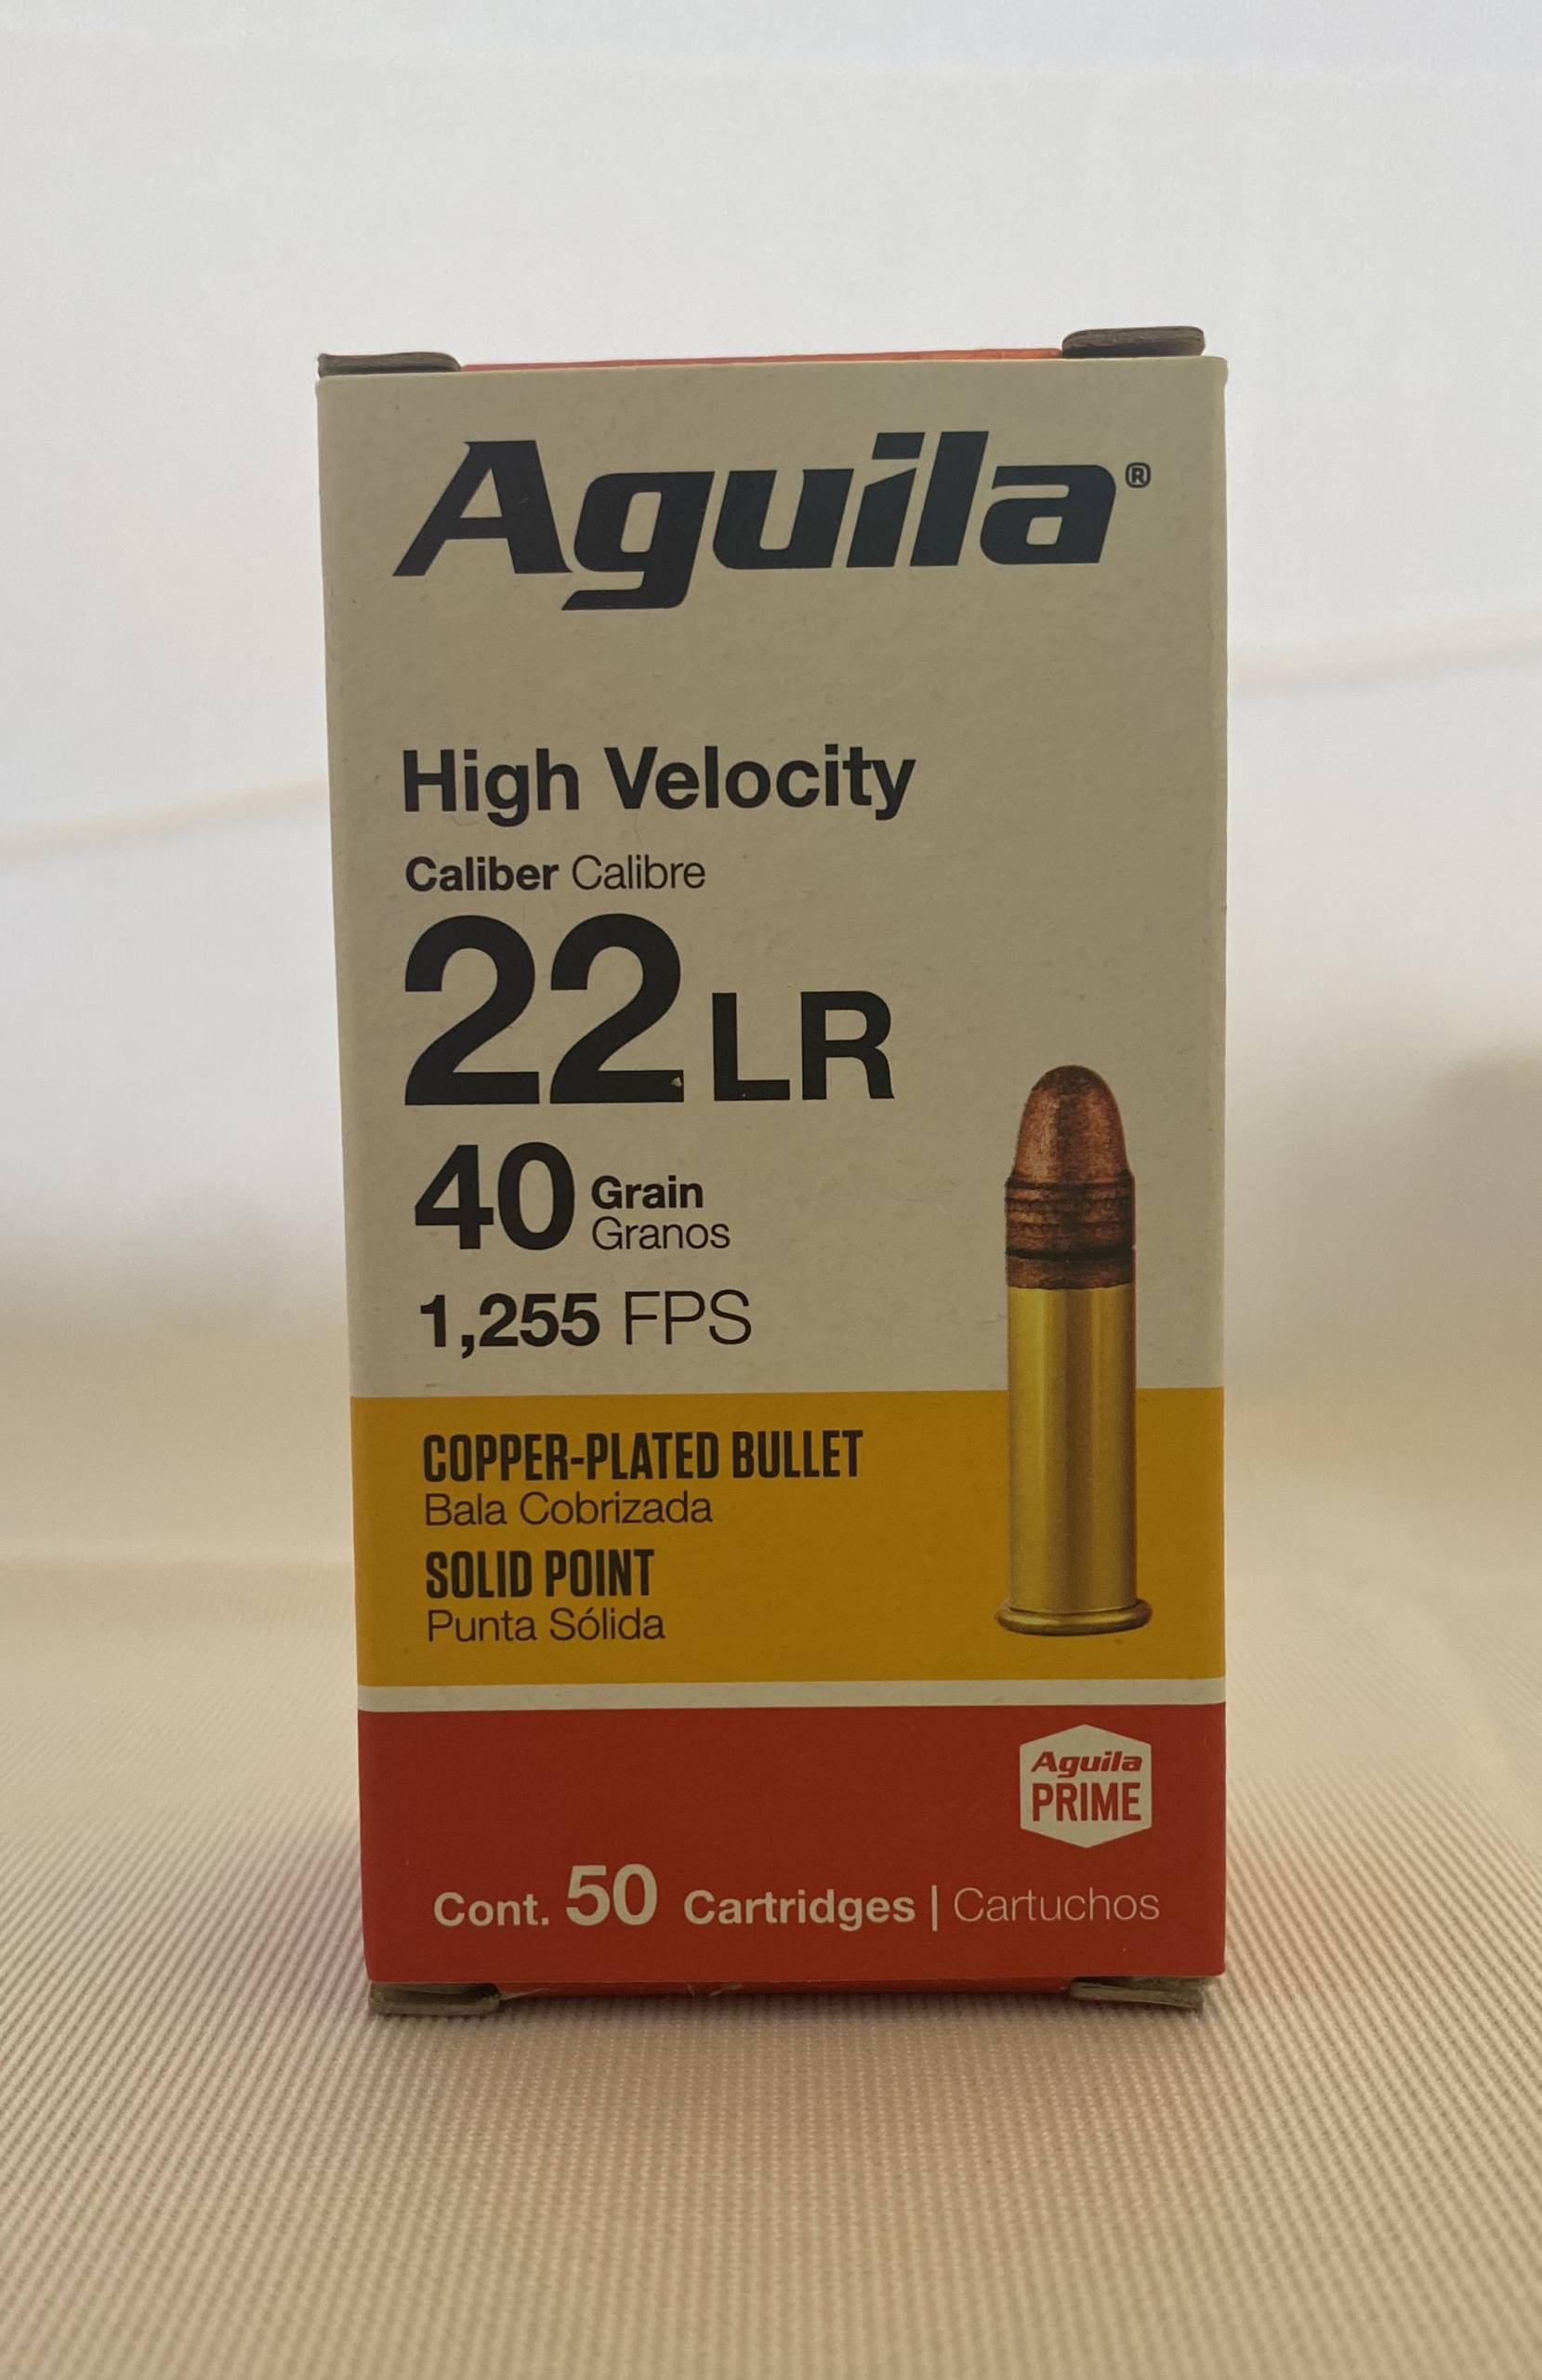 Aguila®
High Velocity
Caliber Calibre
22 LR
40 Grain
Granos
1,255 FPS
COPPER-PLATED BULLET
Bala Cobrizada
SOLID POINT
Punta Sólida
Aguila
PRIME
Cont. 50 Cartridges | Cartuchos